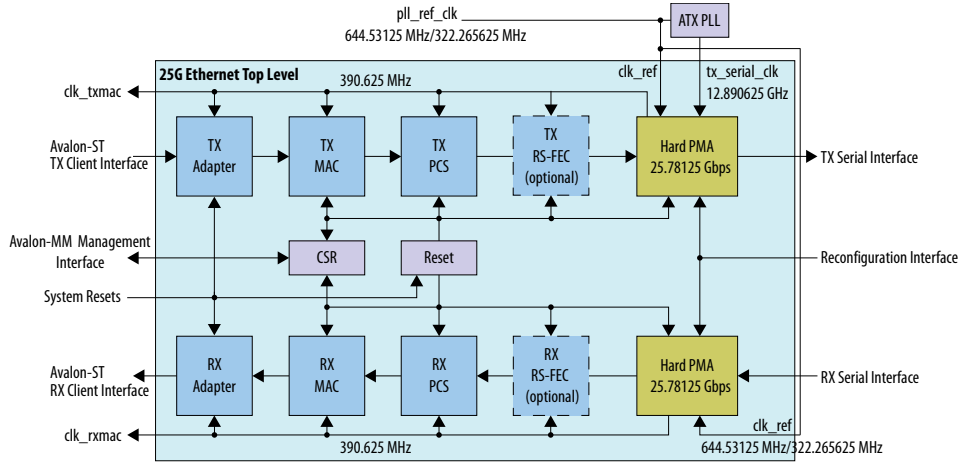 pll_ref_clk
644.53125 MHz/322.265625 MHz
ATX PLL
25G Ethernet Top Level
390.625 MHz
clk_ref
tx_serial_clk
12.890625 GHz
clk_txmac
Avalon-ST
TX Client Interface
TX
Adapter
TX
MAC
TX
PCS
TX
RS-FEC
(optional)
Hard PMA
25.78125 Gbps
TX Serial Interface
Avalon-MM Management
Interface
CSR
Reset
Reconfiguration Interface
System Resets
Avalon-ST
RX Client Interface
RX
Adapter
RX
MAC
RX
PCS
RX
RS-FEC
(optional)
Hard PMA
25.78125 Gbps
RX Serial Interface
clk_rxmac
390.625 MHz
clk_ref
644.53125 MHz/322.265625 MHz